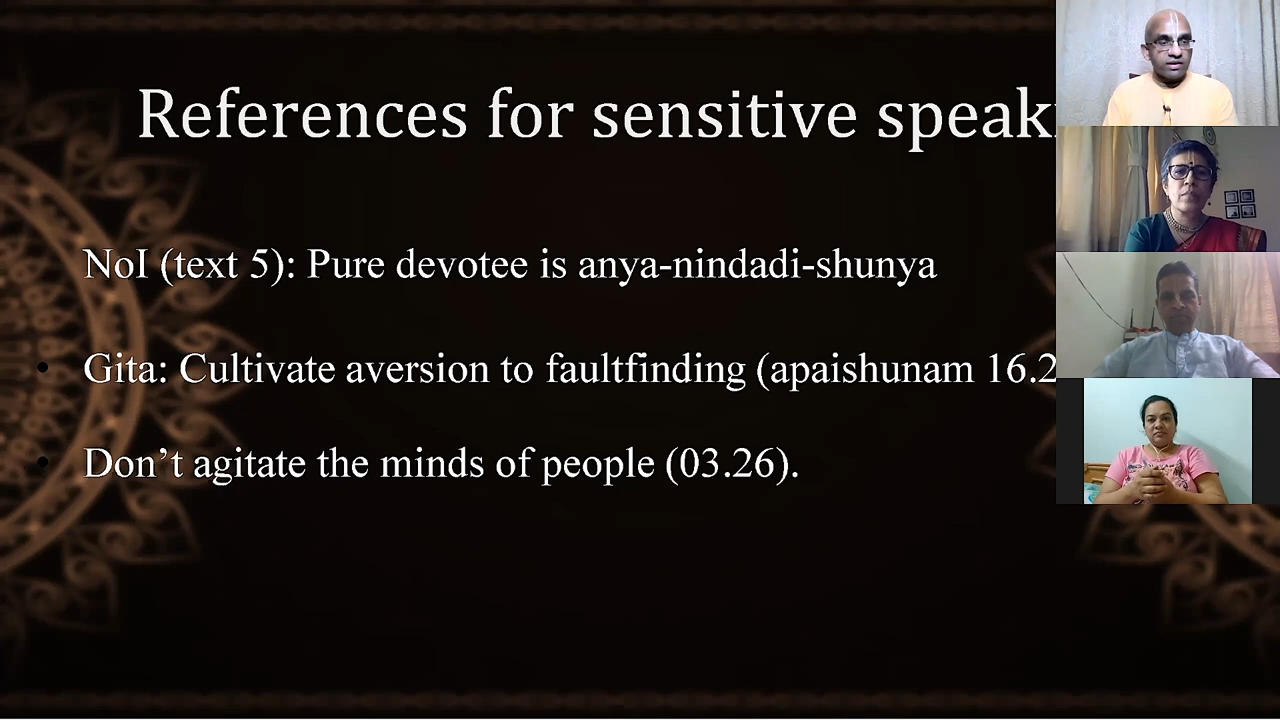 References for sensitive speak
NoI (text 5): Pure devotee is anya-nindadi-shunya
• Gita: Cultivate aversion to faultfinding (apaishunam 16.2
• Don’t agitate the minds of people (03.26).